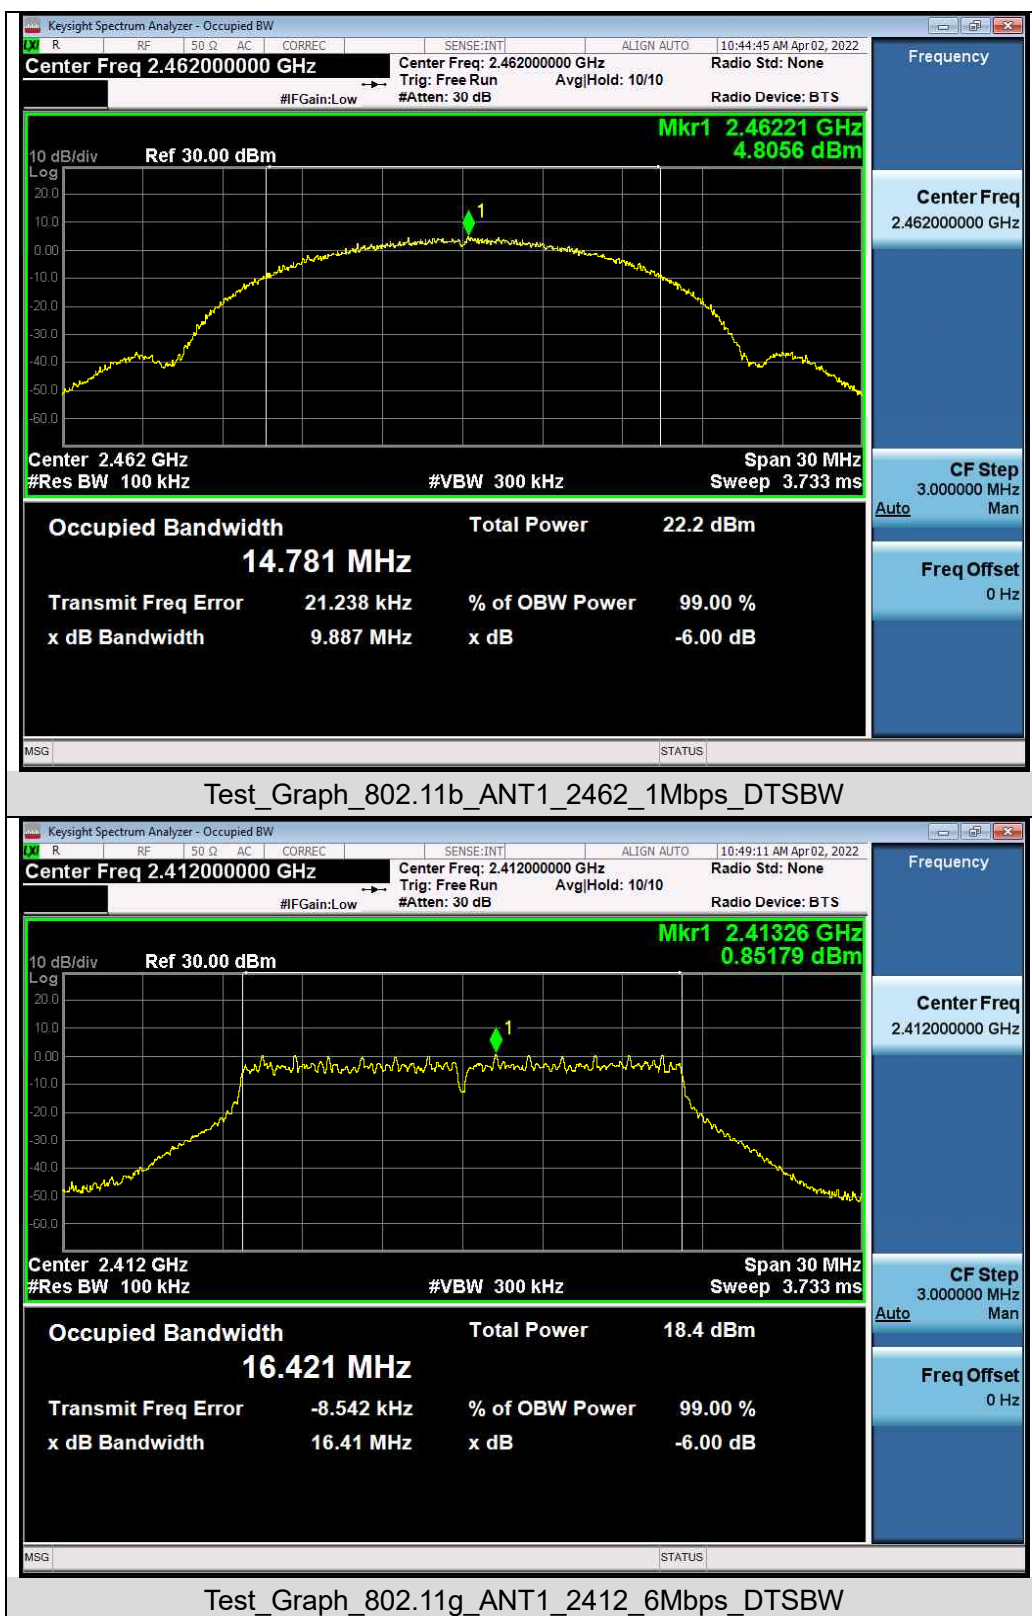 Keysight Spectrum Analyzer - Occupied BW
LXI R RF 50 Ω AC CORREC SENSE:INT ALIGN AUTO 10:44:45 AM Apr 02, 2022
Center Freq 2.462000000 GHz
Center Freq: 2.462000000 GHz
Radio Std: None
Trig: Free Run Avg|Hold: 10/10
#IFGain:Low #Atten: 30 dB Radio Device: BTS
Frequency
Mkr1 2.46221 GHz
4.8056 dBm
10 dB/div Ref 30.00 dBm
Log
20.0
10.0
0.00
-10.0
-20.0
-30.0
-40.0
-50.0
-60.0
1
Center Freq
2.462000000 GHz
Center 2.462 GHz Span 30 MHz
#Res BW 100 kHz #VBW 300 kHz Sweep 3.733 ms
CF Step
3.000000 MHz
Auto Man
Occupied Bandwidth Total Power 22.2 dBm
14.781 MHz
Transmit Freq Error 21.238 kHz % of OBW Power 99.00 %
x dB Bandwidth 9.887 MHz x dB -6.00 dB
Freq Offset
0 Hz
MSG STATUS
Test_Graph_802.11b_ANT1_2462_1Mbps_DTSBW
Keysight Spectrum Analyzer - Occupied BW
LXI R RF 50 Ω AC CORREC SENSE:INT ALIGN AUTO 10:49:11 AM Apr 02, 2022
Center Freq 2.412000000 GHz
Center Freq: 2.412000000 GHz
Radio Std: None
Trig: Free Run Avg|Hold: 10/10
#IFGain:Low #Atten: 30 dB Radio Device: BTS
Frequency
Mkr1 2.41326 GHz
0.85179 dBm
10 dB/div Ref 30.00 dBm
Log
20.0
10.0
0.00
-10.0
-20.0
-30.0
-40.0
-50.0
-60.0
1
Center Freq
2.412000000 GHz
Center 2.412 GHz Span 30 MHz
#Res BW 100 kHz #VBW 300 kHz Sweep 3.733 ms
CF Step
3.000000 MHz
Auto Man
Occupied Bandwidth Total Power 18.4 dBm
16.421 MHz
Transmit Freq Error -8.542 kHz % of OBW Power 99.00 %
x dB Bandwidth 16.41 MHz x dB -6.00 dB
Freq Offset
0 Hz
MSG STATUS
Test_Graph_802.11g_ANT1_2412_6Mbps_DTSBW